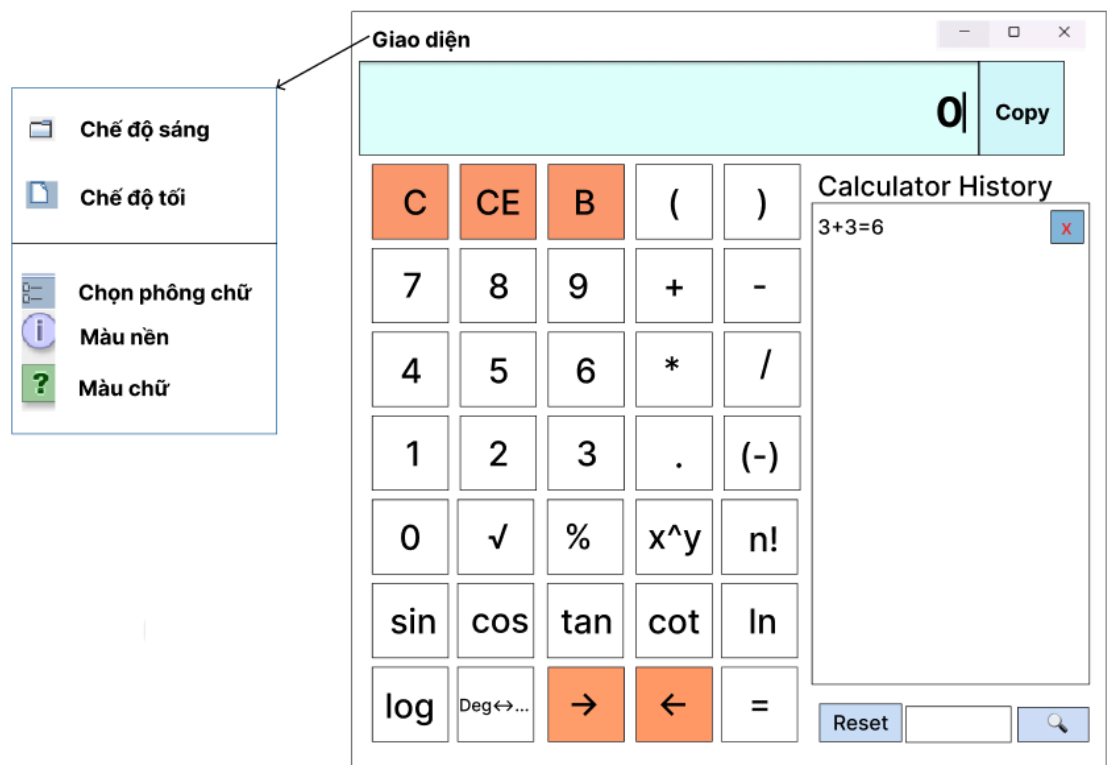 Giao diện
Chế độ sáng
Chế độ tối
Chọn phông chữ
Màu nền
Màu chữ
0
Copy
C CE B ( )
7 8 9 + -
4 5 6 * /
1 2 3 . (-)
0 √ % x^y n!
sin cos tan cot ln
log Deg↔... → ← =
Calculator History
3+3=6 x
Reset